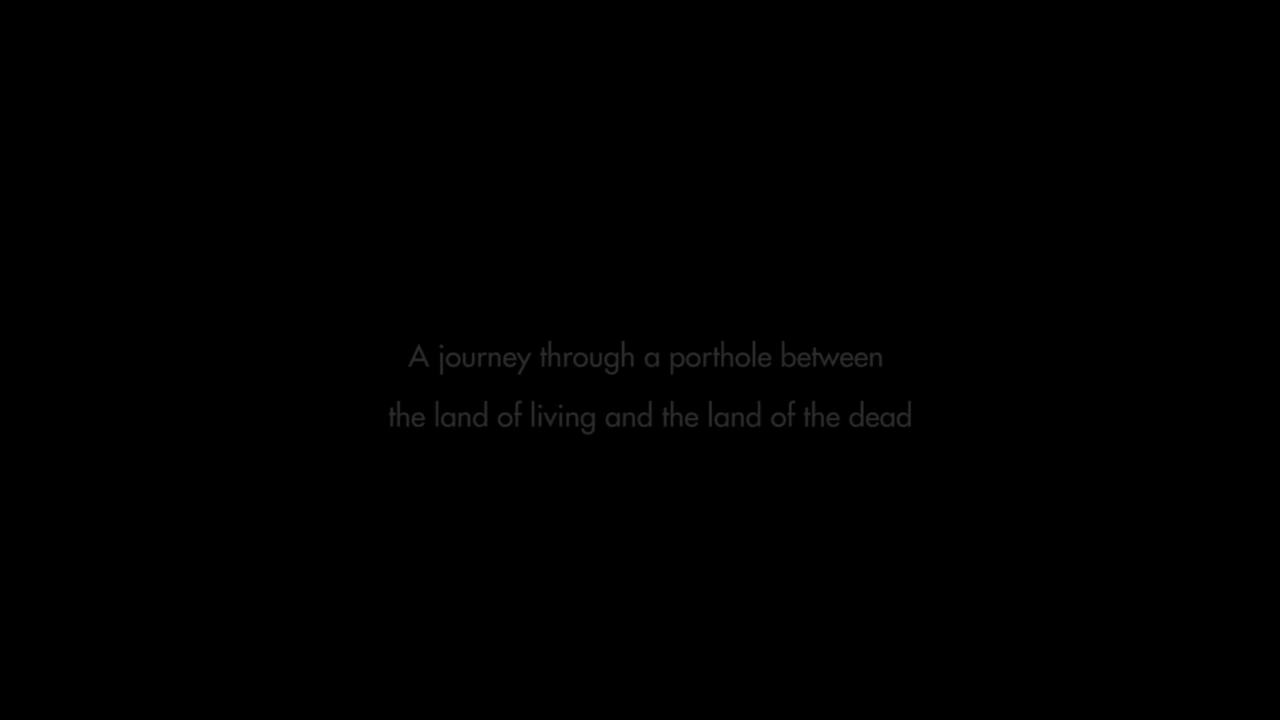 A journey through a porthole between
the land of living and the land of the dead